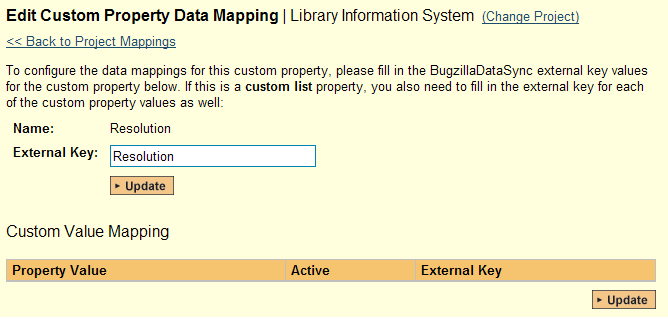 Edit Custom Property Data Mapping | Library Information System (Change Project)
<< Back to Project Mappings
To configure the data mappings for this custom property, please fill in the BugzillaDataSync external key values
for the custom property below. If this is a custom list property, you also need to fill in the external key for each
of the custom property values as well:
Name: Resolution
External Key: Resolution
Update
Custom Value Mapping
Property Value Active External Key
Update